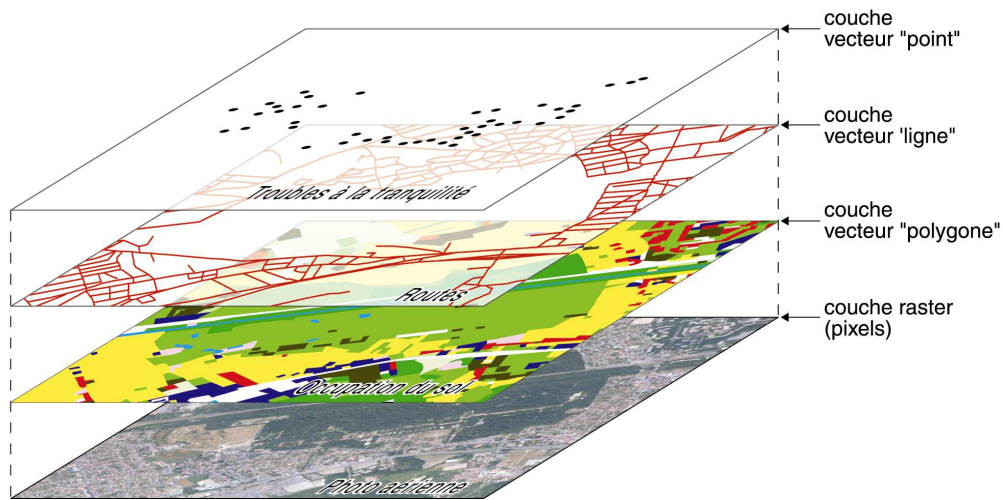 couche
vecteur "point"
couche
vecteur 'ligne"
Troubles à la tranquilité
couche
vecteur "polygone"
Routes
couche raster
(pixels)
Occupation du sol
Photo aérienne